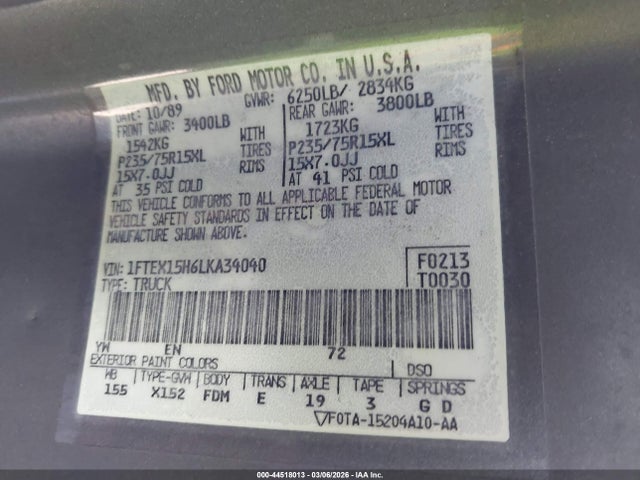 MFD. BY FORD MOTOR CO. IN U.S.A.
DATE: 10/89 GVWR: 6250LB/ 2834KG
FRONT GAWR: 3400LB REAR GAWR: 3800LB
1542KG WITH 1723KG WITH
P235/75R15XL TIRES P235/75R15XL TIRES
15X7.0JJ RIMS 15X7.0JJ RIMS
AT 35 PSI COLD AT 41 PSI COLD
THIS VEHICLE CONFORMS TO ALL APPLICABLE FEDERAL MOTOR
VEHICLE SAFETY STANDARDS IN EFFECT ON THE DATE OF
MANUFACTURE SHOWN ABOVE.
VIN: 1FTEX15H6LKA34040 F0213
TYPE: TRUCK T0030
YW EN 72
EXTERIOR PAINT COLORS DSO
WB TYPE-GVW BODY TRANS AXLE TAPE SPRINGS
155 X152 FDM E 19 3 G D
F0TA-15204A10-AA
000-44518013 - 03/06/2026 - IAA Inc.